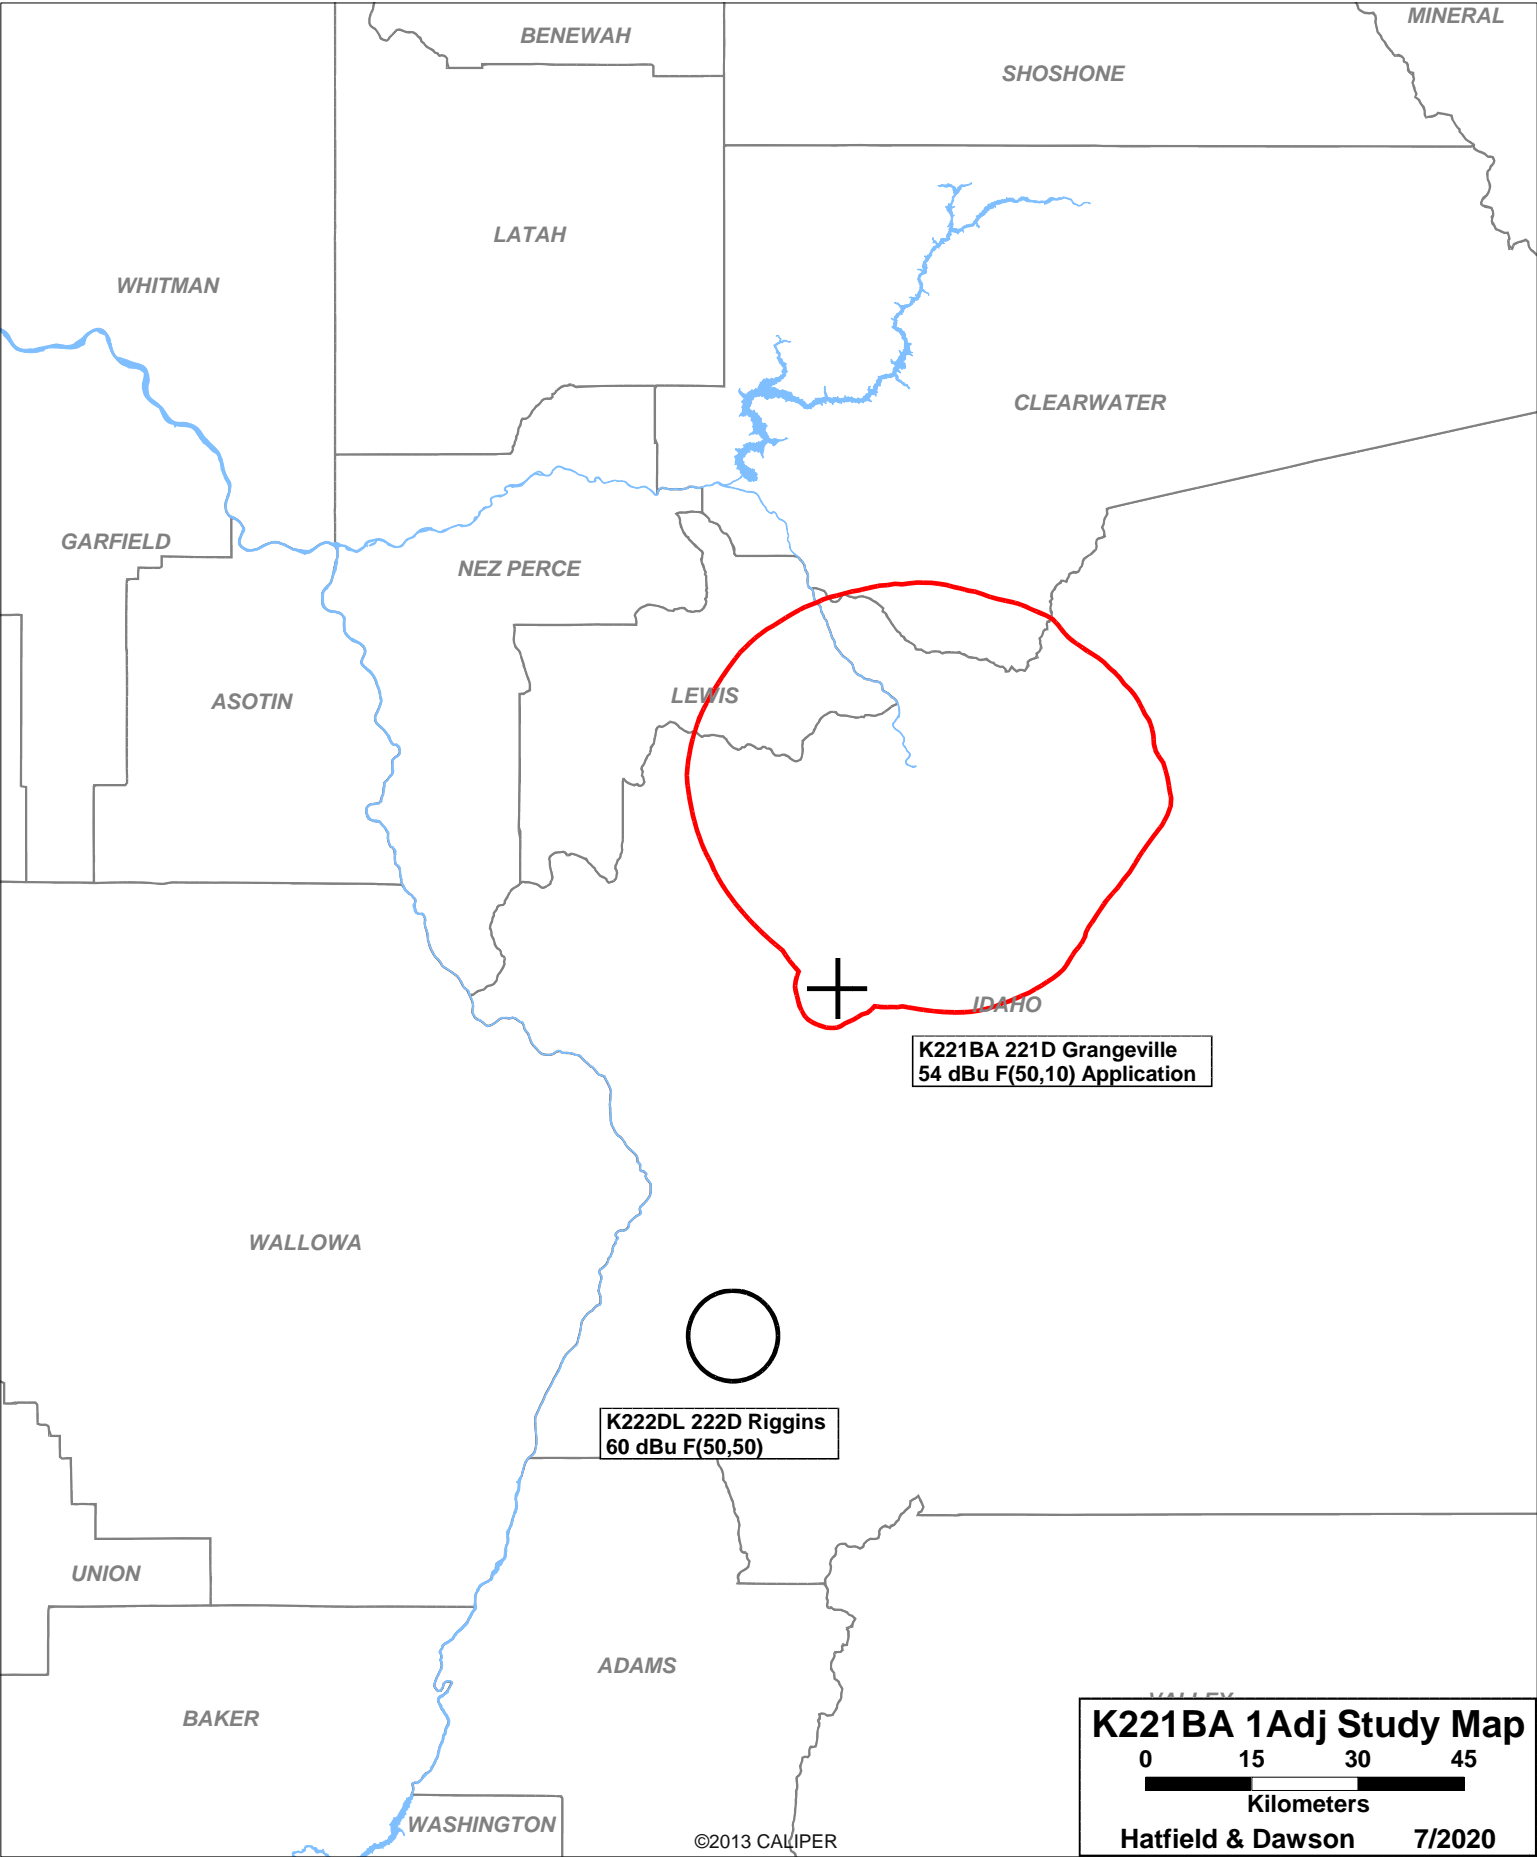 MINERAL
BENEWAH
SHOSHONE
LATAH
WHITMAN
CLEARWATER
GARFIELD
NEZ PERCE
LEWIS
ASOTIN
IDAHO
K221BA 221D Grangeville
54 dBu F(50,10) Application
WALLOWA
K222DL 222D Riggins
60 dBu F(50,50)
UNION
ADAMS
BAKER
VALLEY
K221BA 1Adj Study Map
0 15 30 45
Kilometers
Hatfield & Dawson 7/2020
WASHINGTON
©2013 CALIPER